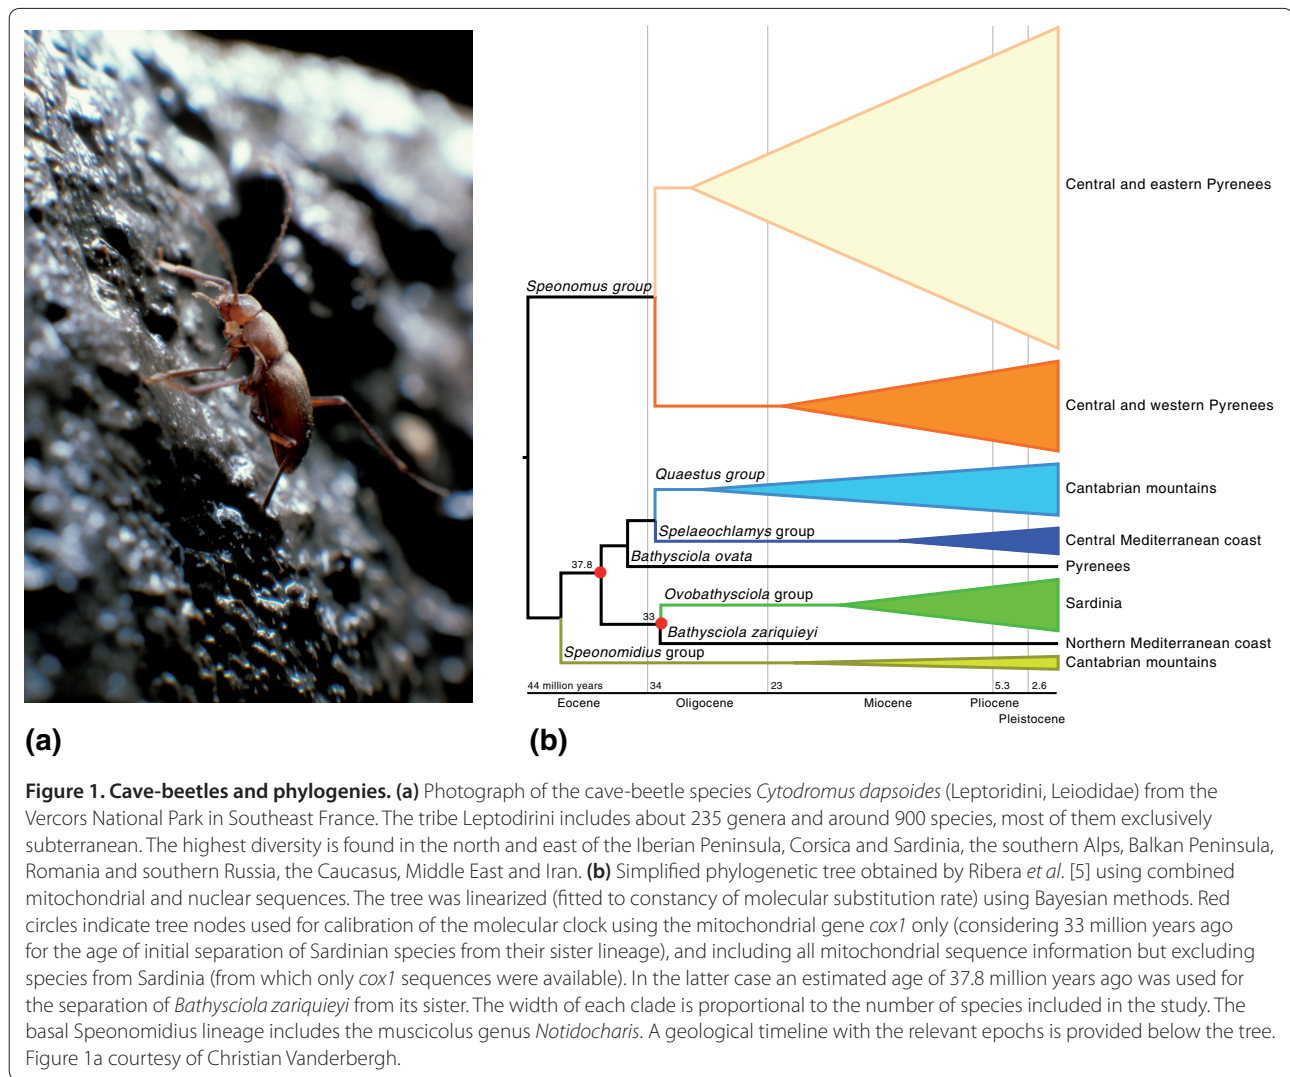 Central and eastern Pyrenees
Speonomus group
Central and western Pyrenees
Quaestus group
Cantabrian mountains
Spelaeochlamys group
Central Mediterranean coast
Bathysciola ovata
Pyrenees
37.8
Ovobathysciola group
Sardinia
33
Bathysciola zariquieyi
Northern Mediterranean coast
Speonomidius group
Cantabrian mountains
44 million years
34
23
5.3
2.6
Eocene
Oligocene
Miocene
Pliocene
Pleistocene
(a)
(b)
Figure 1. Cave-beetles and phylogenies. (a) Photograph of the cave-beetle species Cytodromus dapsoides (Leptoridini, Leiodidae) from the
Vercors National Park in Southeast France. The tribe Leptodirini includes about 235 genera and around 900 species, most of them exclusively
subterranean. The highest diversity is found in the north and east of the Iberian Peninsula, Corsica and Sardinia, the southern Alps, Balkan Peninsula,
Romania and southern Russia, the Caucasus, Middle East and Iran. (b) Simplified phylogenetic tree obtained by Ribera et al. [5] using combined
mitochondrial and nuclear sequences. The tree was linearized (fitted to constancy of molecular substitution rate) using Bayesian methods. Red
circles indicate tree nodes used for calibration of the molecular clock using the mitochondrial gene cox1 only (considering 33 million years ago
for the age of initial separation of Sardinian species from their sister lineage), and including all mitochondrial sequence information but excluding
species from Sardinia (from which only cox1 sequences were available). In the latter case an estimated age of 37.8 million years ago was used for
the separation of Bathysciola zariquieyi from its sister. The width of each clade is proportional to the number of species included in the study. The
basal Speonomidius lineage includes the muscicolus genus Notidocharis. A geological timeline with the relevant epochs is provided below the tree.
Figure 1a courtesy of Christian Vanderbergh.